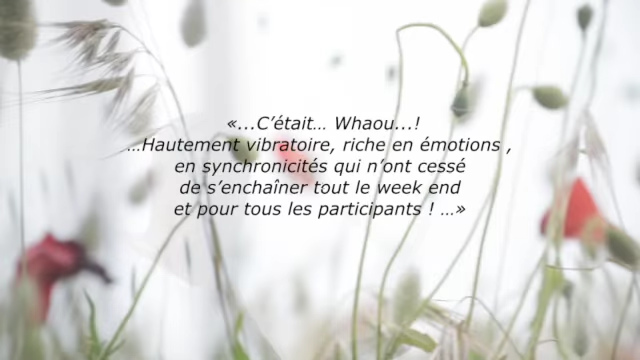 «...C’était... Whaou...!
...Hautement vibratoire, riche en émotions ,
en synchronicités qui n’ont cessé
de s’enchaîner tout le week end
et pour tous les participants ! ...»